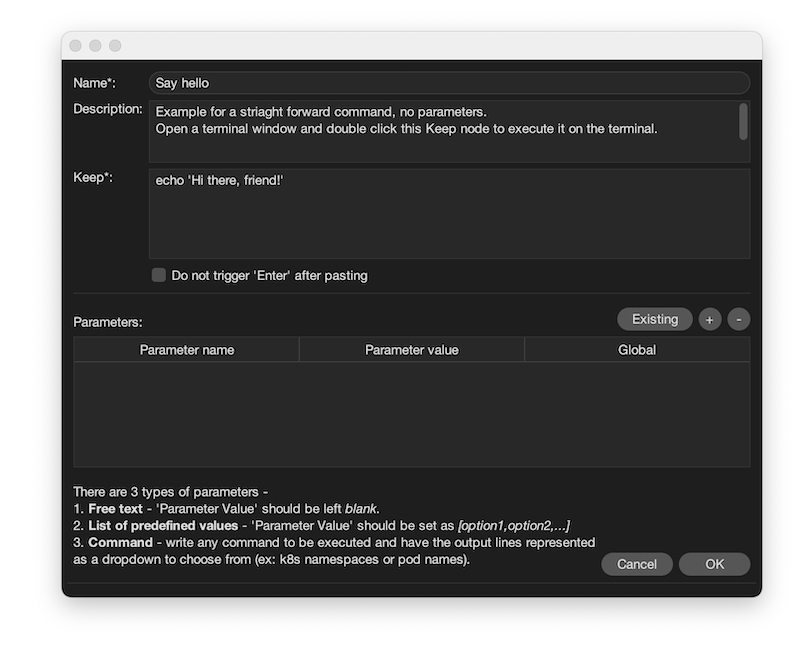 Name*:
Say hello
Description:
Example for a striaght forward command, no parameters.
Open a terminal window and double click this Keep node to execute it on the terminal.
Keep*:
echo 'Hi there, friend!'
Do not trigger 'Enter' after pasting
Parameters:
Existing + -
Parameter name Parameter value Global
There are 3 types of parameters -
1. Free text - 'Parameter Value' should be left blank.
2. List of predefined values - 'Parameter Value' should be set as [option1,option2,...]
3. Command - write any command to be executed and have the output lines represented
as a dropdown to choose from (ex: k8s namespaces or pod names).
Cancel OK